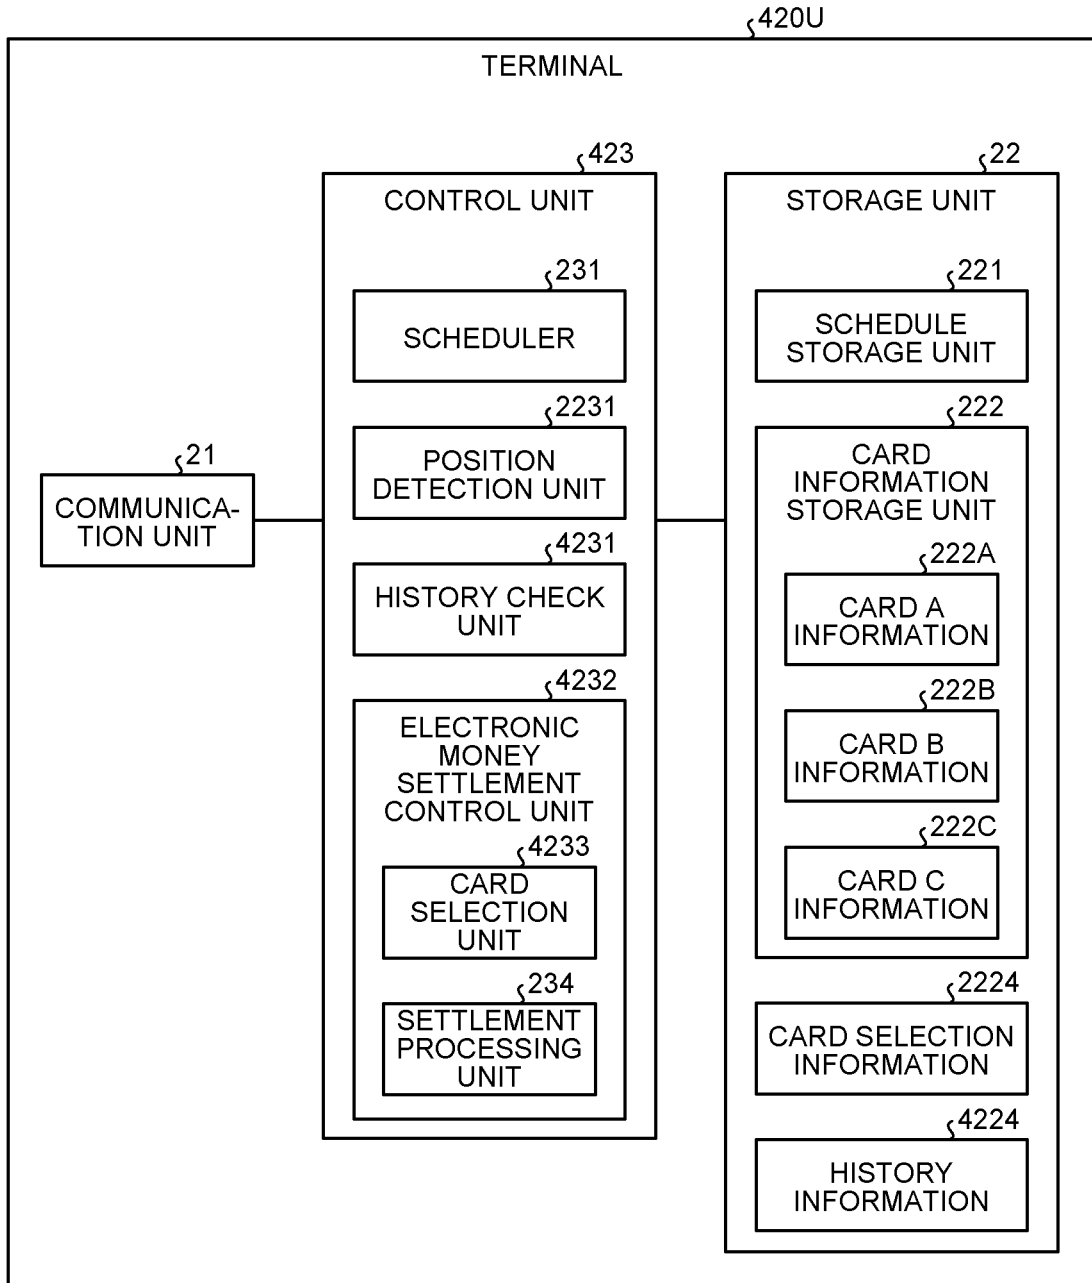 420U
TERMINAL
423
CONTROL UNIT
231
SCHEDULER
2231
POSITION
DETECTION UNIT
4231
HISTORY CHECK
UNIT
4232
ELECTRONIC
MONEY
SETTLEMENT
CONTROL UNIT
4233
CARD
SELECTION
UNIT
234
SETTLEMENT
PROCESSING
UNIT
21
COMMUNICA-
TION UNIT
22
STORAGE UNIT
221
SCHEDULE
STORAGE UNIT
222
CARD
INFORMATION
STORAGE UNIT
222A
CARD A
INFORMATION
222B
CARD B
INFORMATION
222C
CARD C
INFORMATION
2224
CARD SELECTION
INFORMATION
4224
HISTORY
INFORMATION